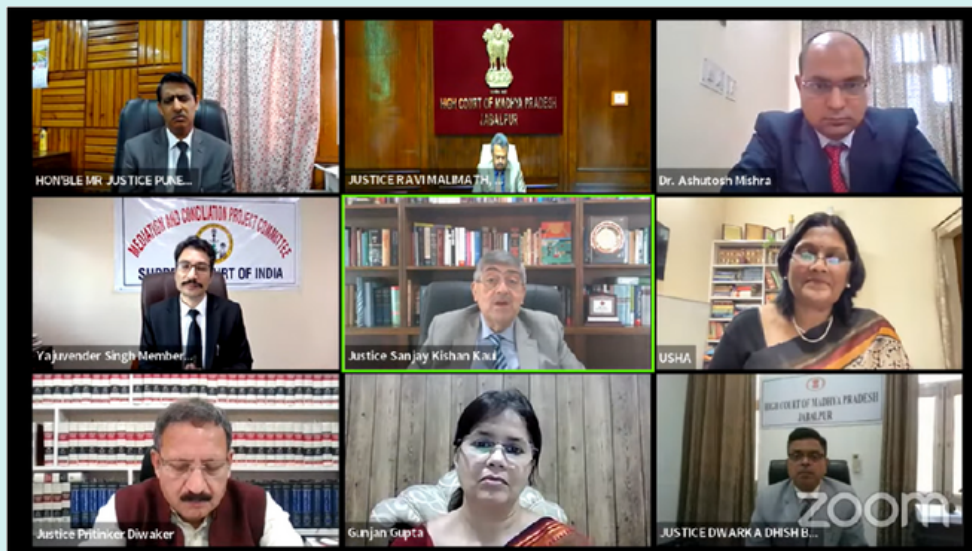 HIGH COURT OF MADHYA PRADESH
JABALPUR
HON'BLE MR JUSTICE PUNE...
JUSTICE RAVI MALIMATH, ...
Dr. Ashutosh Mishra
MEDIATION AND CONCILIATION PROJECT COMMITTEE
SUPREME COURT OF INDIA
Yajuvender Singh Member...
Justice Sanjay Kishan Kaul
USHA
HIGH COURT OF MADHYA PRADESH
JABALPUR
Justice Pritinker Diwaker
Gunjan Gupta
JUSTICE DWARKA DHISH B...
zoom